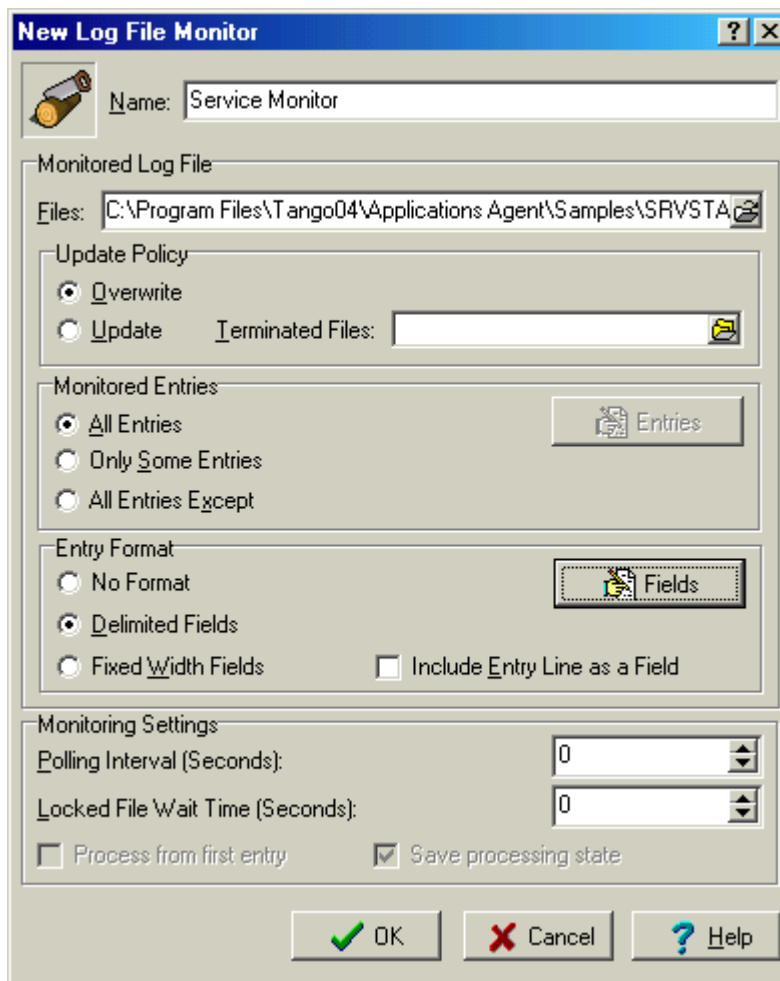 New Log File Monitor
Name: Service Monitor
Monitored Log File
Files: C:\Program Files\Tango04\Applications Agent\Samples\SRVSTA
Update Policy
Overwrite
Update Terminated Files:
Monitored Entries
All Entries Entries
Only Some Entries
All Entries Except
Entry Format
No Format Fields
Delimited Fields
Fixed Width Fields Include Entry Line as a Field
Monitoring Settings
Polling Interval (Seconds): 0
Locked File Wait Time (Seconds): 0
Process from first entry Save processing state
OK Cancel ? Help